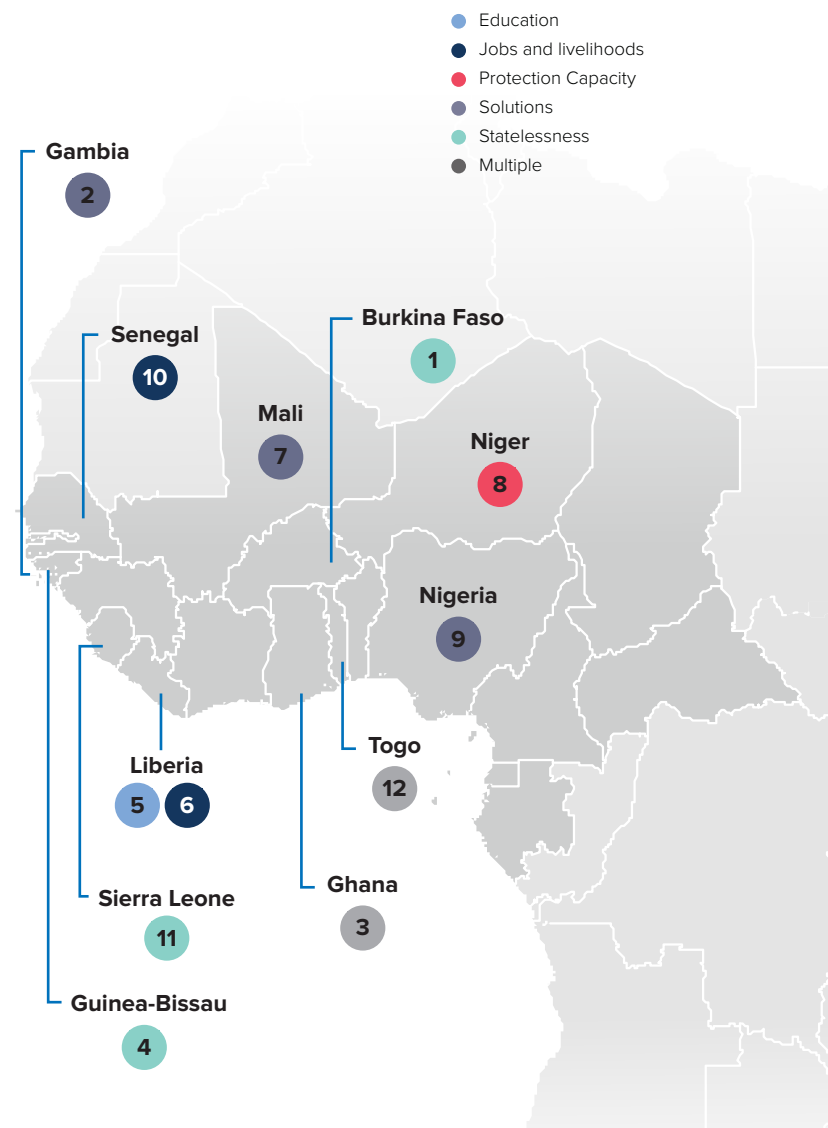 Education
Jobs and livelihoods
Protection Capacity
Solutions
Statelessness
Multiple
Gambia
2
Senegal
10
Burkina Faso
1
Mali
7
Niger
8
Nigeria
9
Togo
12
Liberia
5 6
Ghana
3
Sierra Leone
11
Guinea-Bissau
4